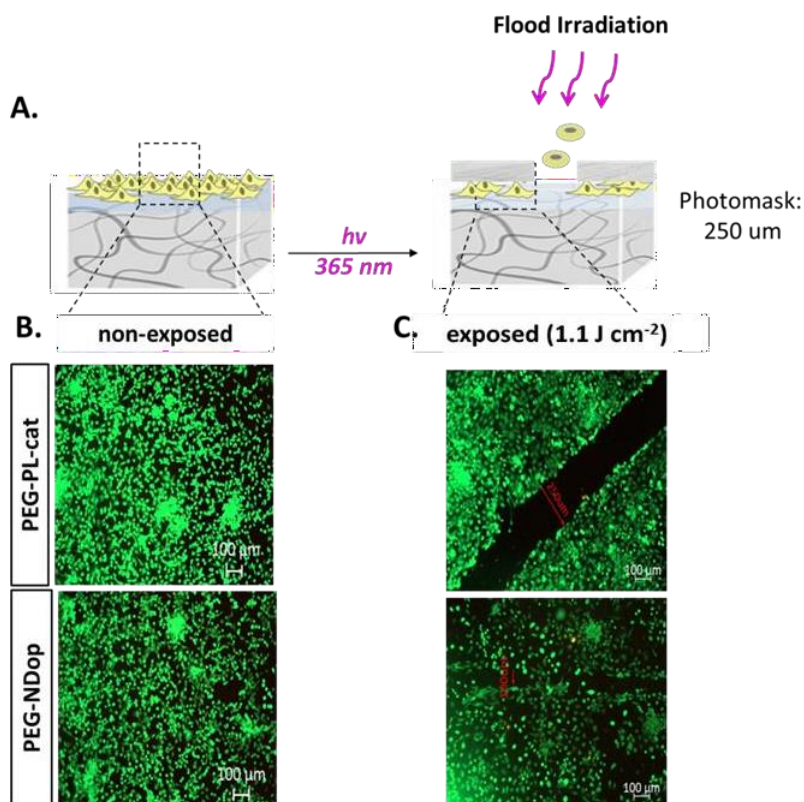 Flood Irradiation
A.
hv
365 nm
Photomask:
250 um
B.
non-exposed
C.
exposed (1.1 J cm⁻²)
PEG-PL-cat
100 µm
250um
100 µm
PEG-NDop
100 µm
100 µm